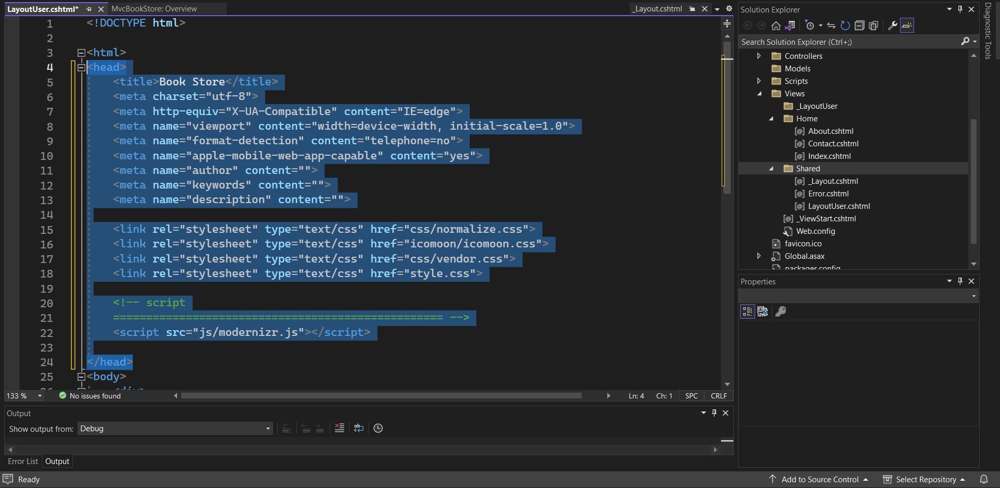 LayoutUser.cshtml*
MvcBookStore: Overview
_Layout.cshtml
1 <!DOCTYPE html>
2
3 <html>
4 <head>
5 <title>Book Store</title>
6 <meta charset="utf-8">
7 <meta http-equiv="X-UA-Compatible" content="IE=edge">
8 <meta name="viewport" content="width=device-width, initial-scale=1.0">
9 <meta name="format-detection" content="telephone=no">
10 <meta name="apple-mobile-web-app-capable" content="yes">
11 <meta name="author" content="">
12 <meta name="keywords" content="">
13 <meta name="description" content="">
14
15 <link rel="stylesheet" type="text/css" href="css/normalize.css">
16 <link rel="stylesheet" type="text/css" href="icomoon/icomoon.css">
17 <link rel="stylesheet" type="text/css" href="css/vendor.css">
18 <link rel="stylesheet" type="text/css" href="style.css">
19
20 <!-- script
21 ================================================== -->
22 <script src="js/modernizr.js"></script>
23
24 </head>
25 <body>
26 <div>
133 %
No issues found
Ln: 4
Ch: 1
SPC
CRLF
Output
Show output from: Debug
Error List
Output
Ready
Solution Explorer
Search Solution Explorer (Ctrl+;)
Controllers
Models
Scripts
Views
_LayoutUser
Home
About.cshtml
Contact.cshtml
Index.cshtml
Shared
_Layout.cshtml
Error.cshtml
LayoutUser.cshtml
_ViewStart.cshtml
Web.config
favicon.ico
Global.asax
packages.config
Properties
Diagnostic Tools
Add to Source Control
Select Repository